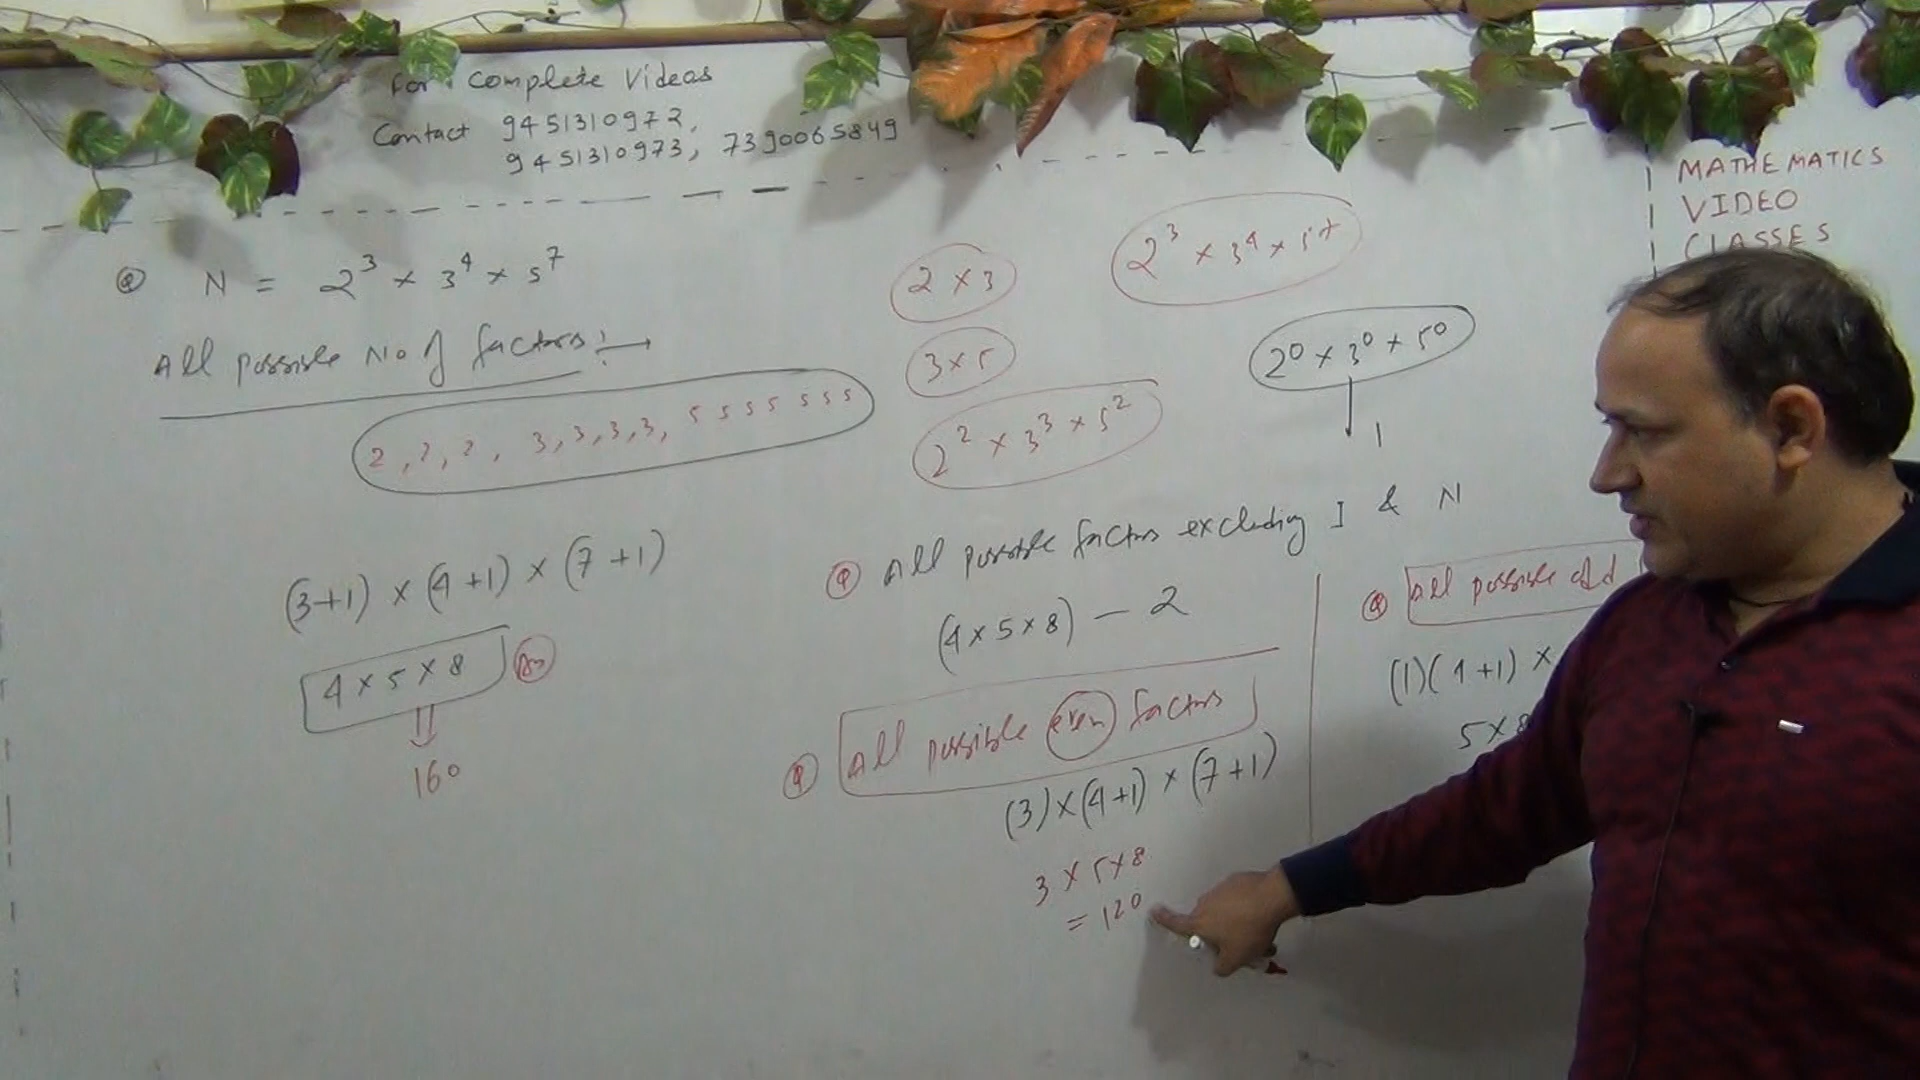 For Complete Videos
Contact 9451310972,
9451310973, 7390065849
MATHEMATICS
VIDEO
CLASSES
Q N = 2³ × 3⁴ × 5⁷
All possible No of factors :→
2, 2, 2, 3, 3, 3, 3, 5 5 5 5 5 5 5
(3+1) × (4+1) × (7+1)
4 × 5 × 8 An
160
2 × 3
3 × 5
2² × 3³ × 5²
2³ × 3⁴ × 5⁷
2⁰ × 3⁰ × 5⁰
1
Q All possible factors excluding 1 & N
(4 × 5 × 8) – 2
Q All possible even factors
(3) × (4+1) × (7+1)
3 × 5 × 8
= 120
Q All possible odd
(1)(4+1) ×
5 × 8